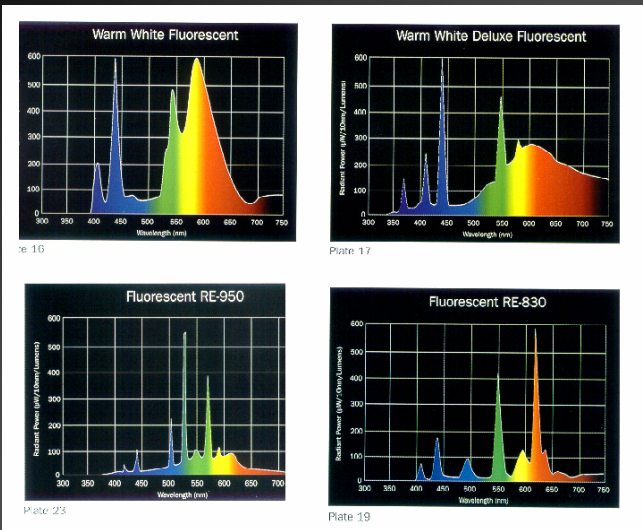 Warm White Fluorescent
600
500
400
300
200
100
0
300 350 400 450 500 550 600 650 700 750
Wavelength (nm)
te 16
Warm White Deluxe Fluorescent
Radiant Power (µW/10nm/Lumens)
600
500
400
300
200
100
0
300 350 400 450 500 550 600 650 700 750
Wavelength (nm)
Plate 17
Fluorescent RE-950
Radiant Power (µW/10nm/Lumens)
600
500
400
300
200
100
0
300 350 400 450 500 550 600 650 700 750
Wavelength (nm)
Plate 23
Fluorescent RE-830
Radiant Power (µW/10nm/Lumens)
600
500
400
300
200
100
0
300 350 400 450 500 550 600 650 700 750
Wavelength (nm)
Plate 19